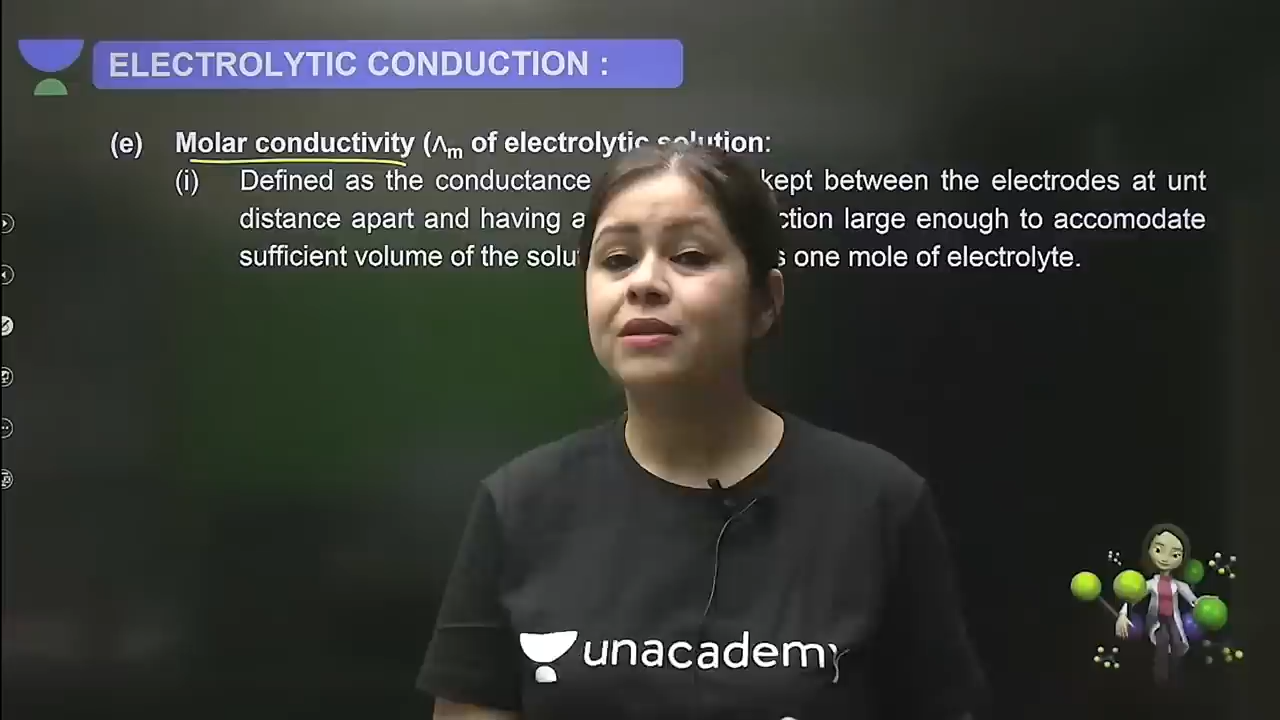 ELECTROLYTIC CONDUCTION :
(e) Molar conductivity (Λm of electrolytic solution:
(i) Defined as the conductance kept between the electrodes at unt
distance apart and having a ction large enough to accomodate
sufficient volume of the solu s one mole of electrolyte.
unacademy